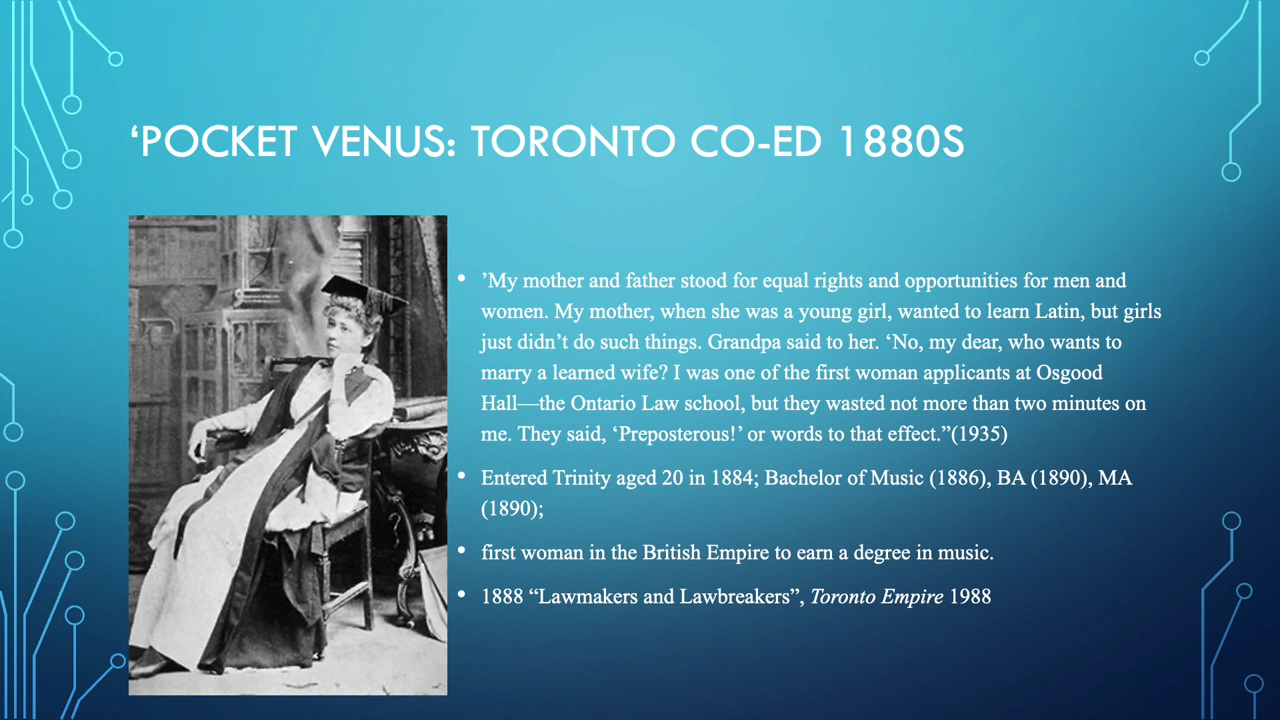 ‘POCKET VENUS: TORONTO CO-ED 1880S
• ’My mother and father stood for equal rights and opportunities for men and
women. My mother, when she was a young girl, wanted to learn Latin, but girls
just didn’t do such things. Grandpa said to her. ‘No, my dear, who wants to
marry a learned wife? I was one of the first woman applicants at Osgood
Hall—the Ontario Law school, but they wasted not more than two minutes on
me. They said, ‘Preposterous!’ or words to that effect.”(1935)
• Entered Trinity aged 20 in 1884; Bachelor of Music (1886), BA (1890), MA
(1890);
• first woman in the British Empire to earn a degree in music.
• 1888 “Lawmakers and Lawbreakers”, Toronto Empire 1988